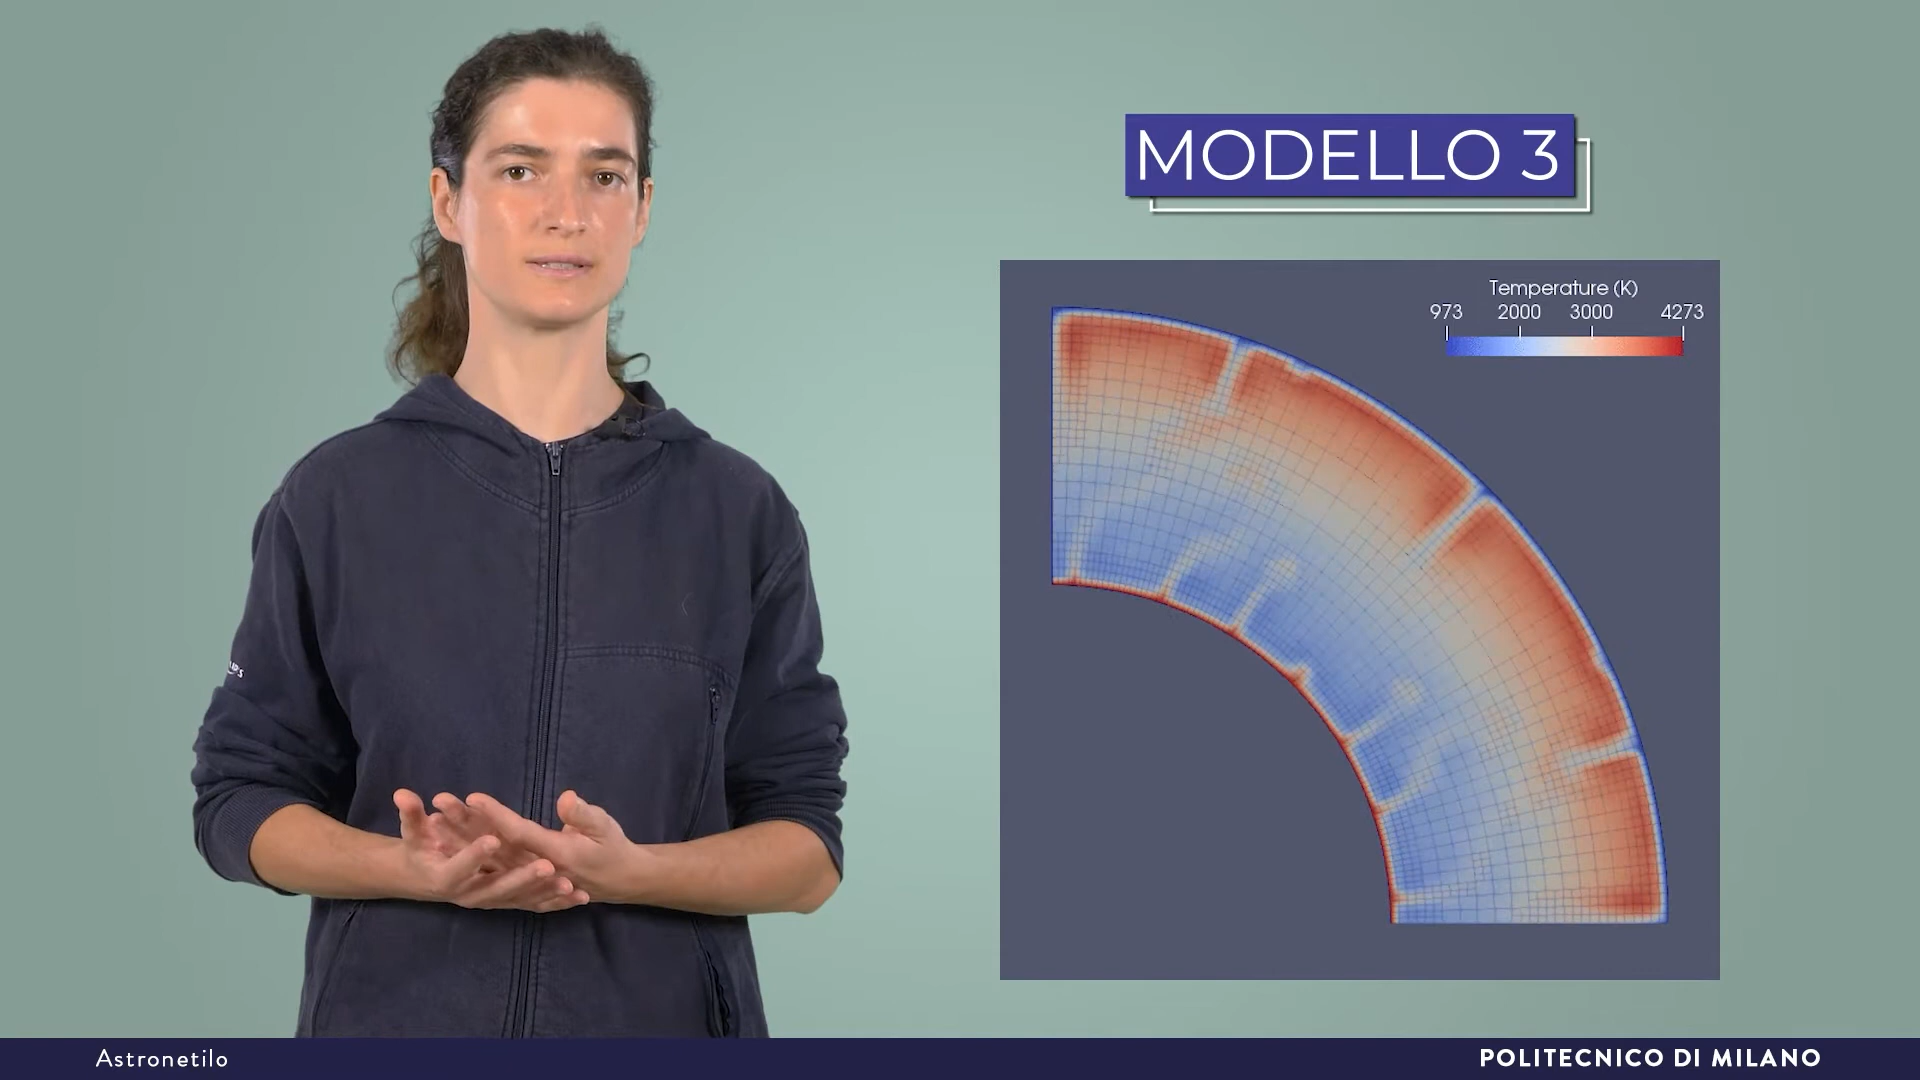 MODELLO 3
Temperature (K)
973 2000 3000 4273
Astronetilo
POLITECNICO DI MILANO